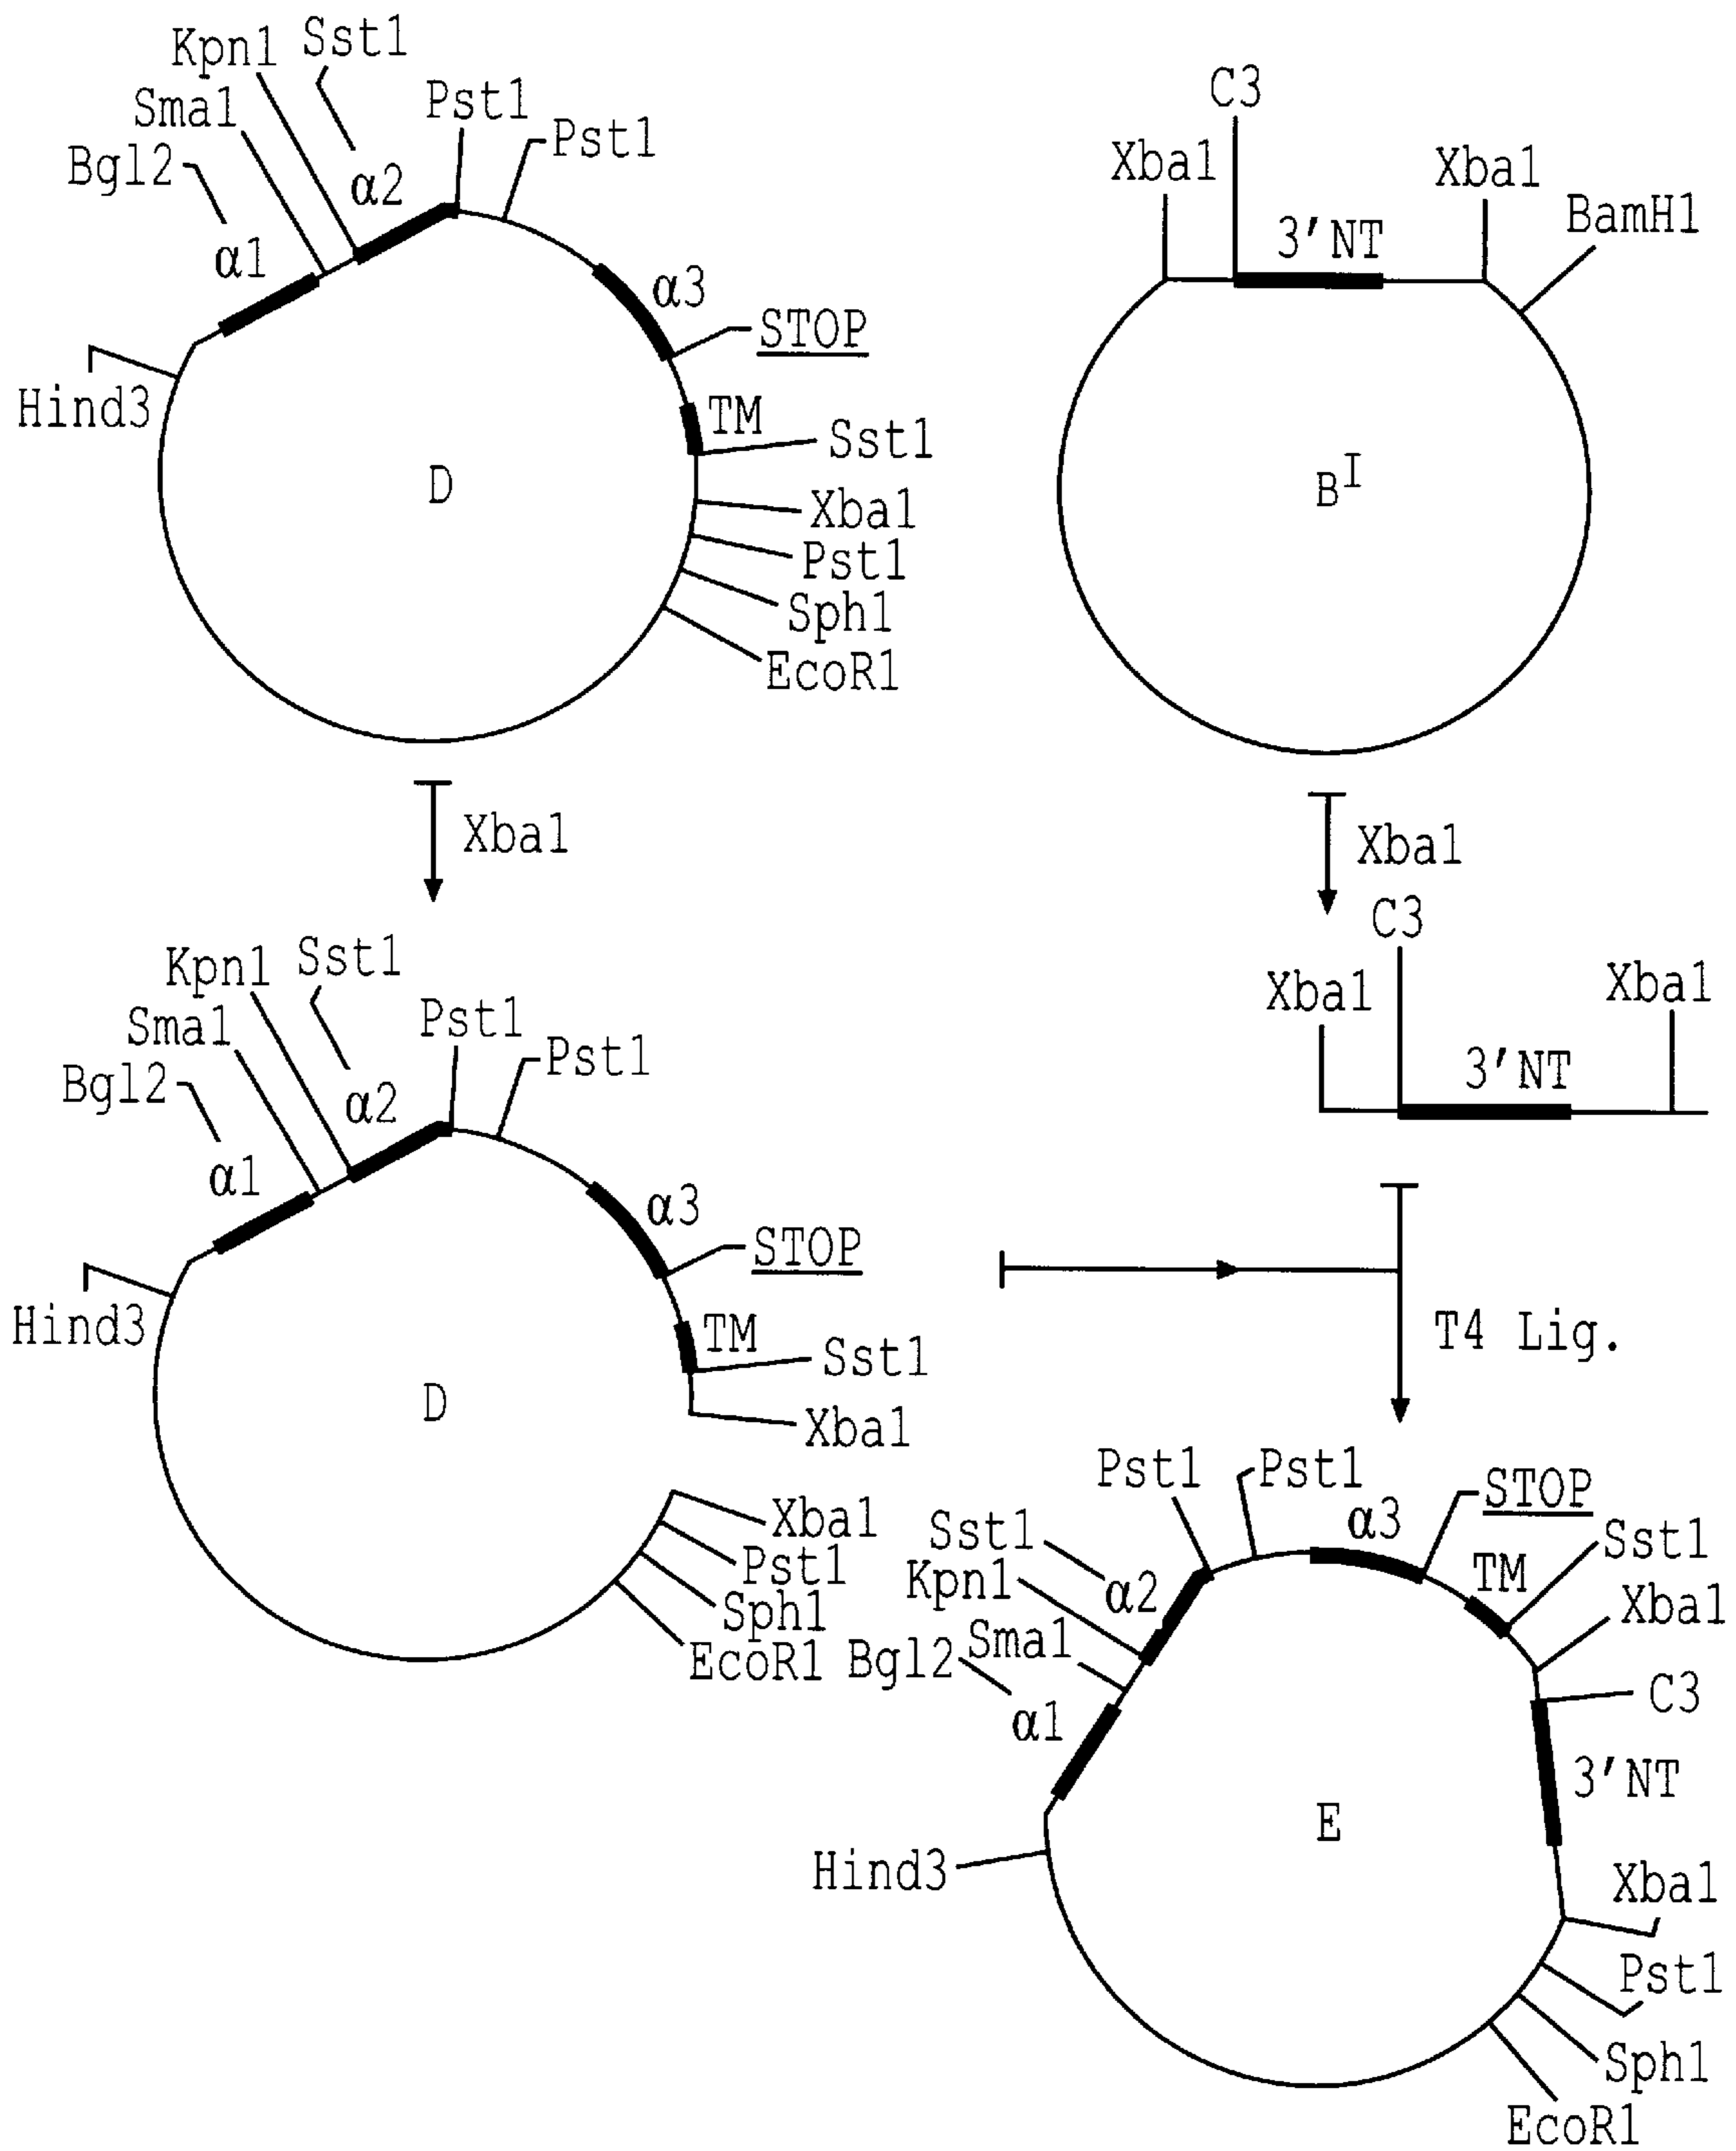 Kpn1
Sst1
Sma1
Pst1
Pst1
Bgl2
α2
α1
α3
STOP
Hind3
TM
Sst1
D
Xba1
Pst1
Sph1
EcoR1
C3
Xba1
Xba1
BamH1
3'NT
B^I
Xba1
Xba1
Kpn1
Sst1
Sma1
Pst1
Pst1
Bgl2
α2
α1
α3
STOP
Hind3
TM
Sst1
D
Xba1
Xba1
Pst1
Sph1
EcoR1
C3
Xba1
Xba1
3'NT
T4 Lig.
Pst1
Pst1
STOP
α3
Sst1
Sst1
Kpn1
α2
TM
Xba1
Sma1
Bgl2
C3
α1
3'NT
E
Hind3
Xba1
Pst1
Sph1
EcoR1